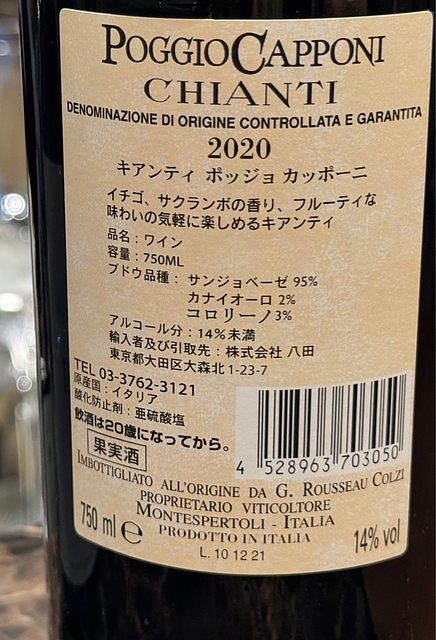 POGGIOCAPPONI
CHIANTI
DENOMINAZIONE DI ORIGINE CONTROLLATA E GARANTITA
2020
キアンティ ポッジョ カッポーニ
イチゴ、サクランボの香り、フルーティな
味わいの気軽に楽しめるキアンティ
品名：ワイン
容量：750ML
ブドウ品種： サンジョベーゼ 95%
カナイオーロ 2%
コロリーノ3%
アルコール分：14%未満
輸入者及び引取先：株式会社 八田
東京都大田区大森北 1-23-7
TEL 03-3762-3121
原産国：イタリア
酸化防止剤：亜硫酸塩
飲酒は20歳になってから。
果実酒
4 528963 703050
IMBOTTIGLIATO ALL'ORIGINE DA G. ROUSSEAU COLZI
PROPRIETARIO VITICOLTORE
MONTESPERTOLI - ITALIA
PRODOTTO IN ITALIA
750 ml e
14% vol
L. 10 12 21